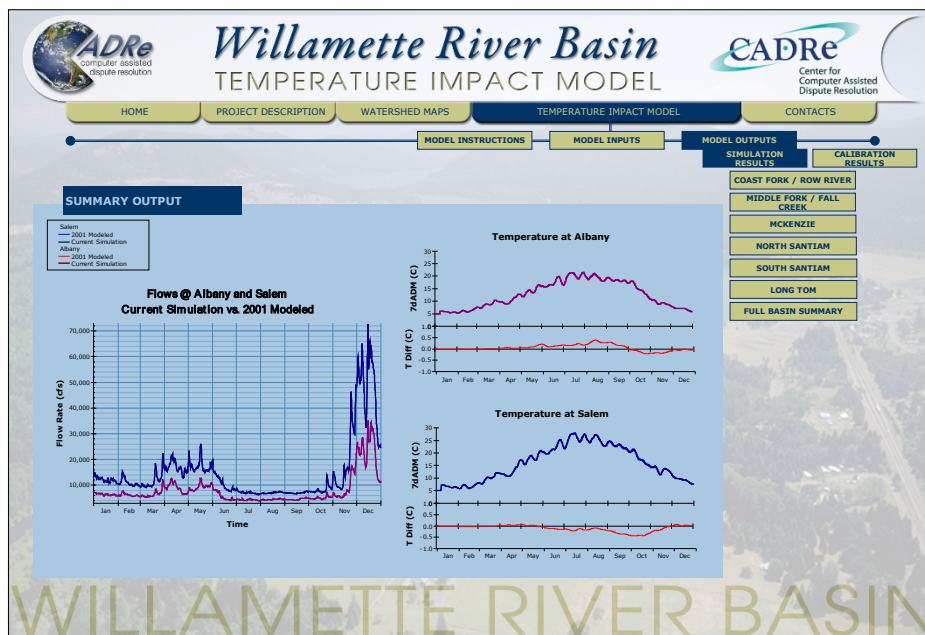 CADRe
computer assisted
dispute resolution
Willamette River Basin
TEMPERATURE IMPACT MODEL
CADRe
Center for
Computer Assisted
Dispute Resolution
HOME
PROJECT DESCRIPTION
WATERSHED MAPS
TEMPERATURE IMPACT MODEL
CONTACTS
MODEL INSTRUCTIONS
MODEL INPUTS
MODEL OUTPUTS
SIMULATION
RESULTS
CALIBRATION
RESULTS
COAST FORK / ROW RIVER
MIDDLE FORK / FALL
CREEK
MCKENZIE
NORTH SANTIAM
SOUTH SANTIAM
LONG TOM
FULL BASIN SUMMARY
SUMMARY OUTPUT
Salem
2001 Modeled
Current Simulation
Albany
2001 Modeled
Current Simulation
Flows @ Albany and Salem
Current Simulation vs. 2001 Modeled
Flow Rate (cfs)
70,000
60,000
50,000
40,000
30,000
20,000
10,000
Jan Feb Mar Apr May Jun Jul Aug Sep Oct Nov Dec
Time
Temperature at Albany
7dADM (C)
30
25
20
15
10
5
0
T Diff (C)
1.0
0.5
0.0
-0.5
-1.0
Jan Feb Mar Apr May Jun Jul Aug Sep Oct Nov Dec
Temperature at Salem
7dADM (C)
30
25
20
15
10
5
T Diff (C)
0.5
0.0
-0.5
-1.0
Jan Feb Mar Apr May Jun Jul Aug Sep Oct Nov Dec
WILLAMETTE RIVER BASIN